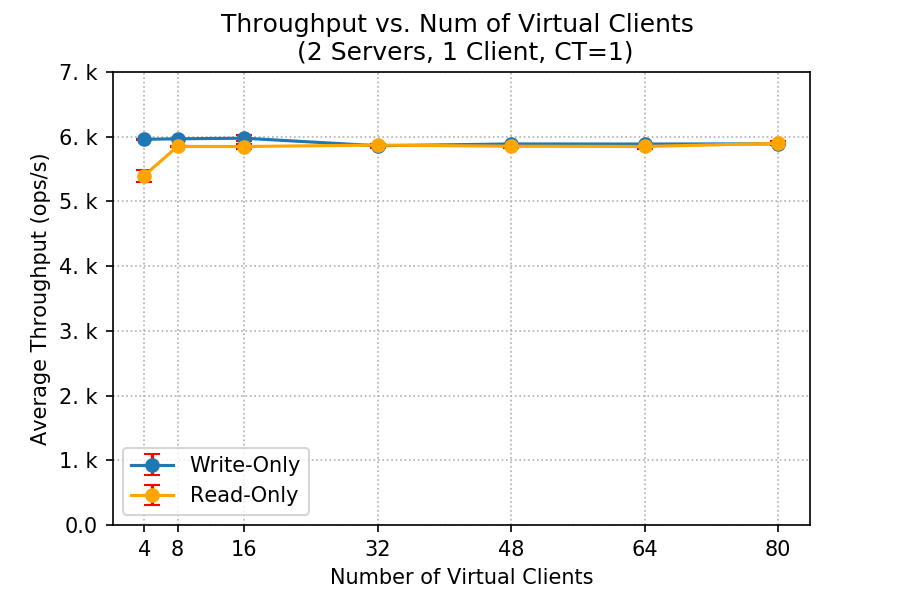 Throughput vs. Num of Virtual Clients
(2 Servers, 1 Client, CT=1)
7. k
6. k
5. k
4. k
3. k
2. k
1. k
0.0
Average Throughput (ops/s)
Write-Only
Read-Only
4 8 16 32 48 64 80
Number of Virtual Clients